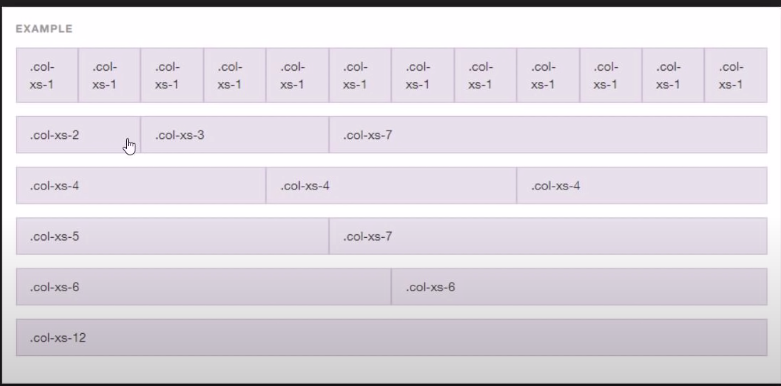 EXAMPLE
.col- .col- .col- .col- .col- .col- .col- .col- .col- .col- .col- .col-
xs-1 xs-1 xs-1 xs-1 xs-1 xs-1 xs-1 xs-1 xs-1 xs-1 xs-1 xs-1
.col-xs-2 .col-xs-3 .col-xs-7
.col-xs-4 .col-xs-4 .col-xs-4
.col-xs-5 .col-xs-7
.col-xs-6 .col-xs-6
.col-xs-12